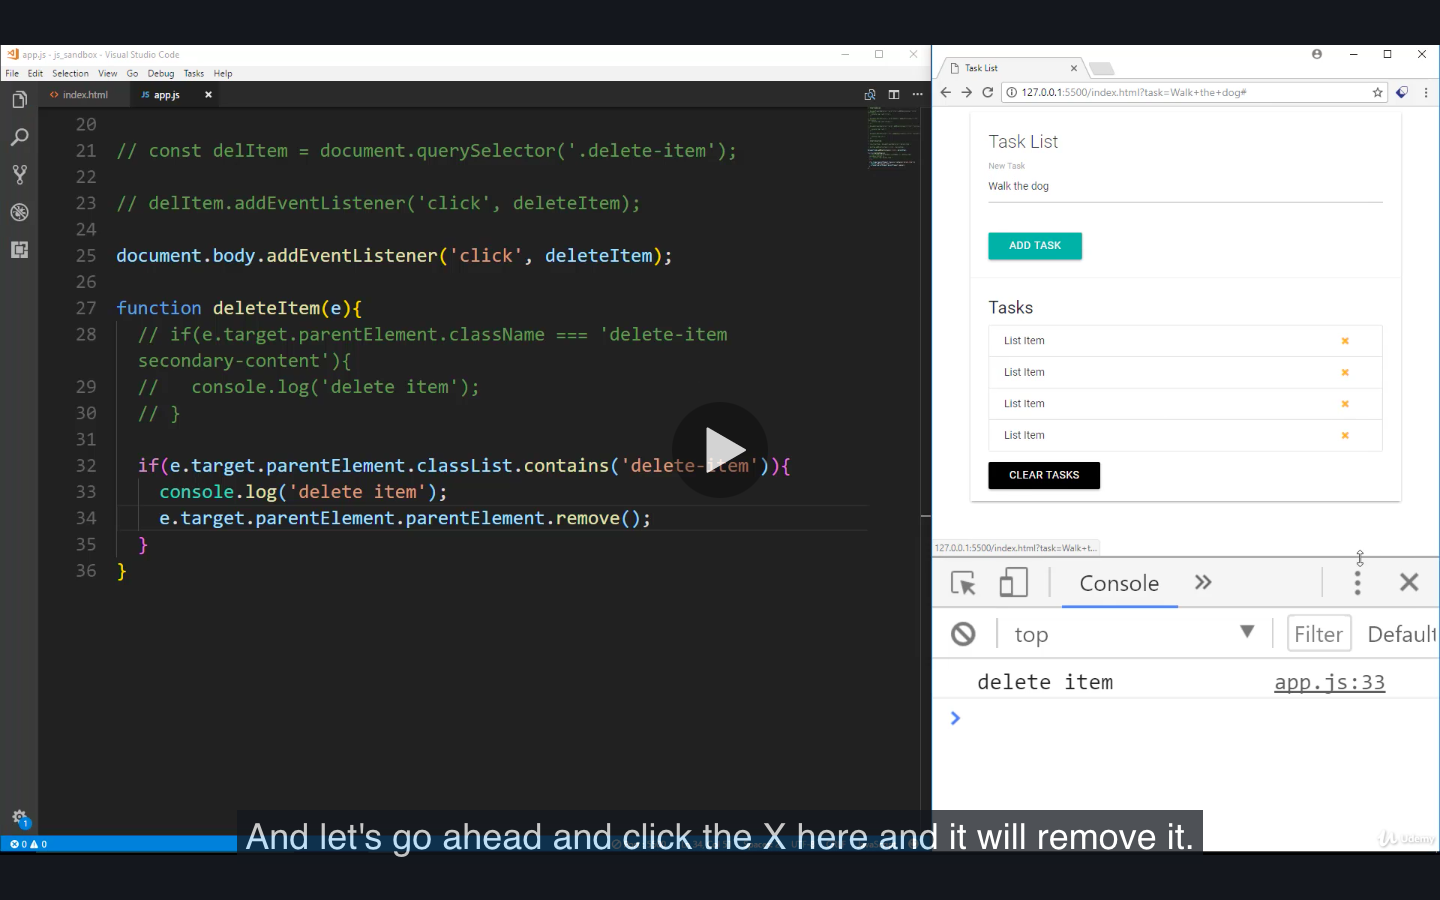 app.js - js_sandbox - Visual Studio Code
File Edit Selection View Go Debug Tasks Help
index.html
JS app.js
20
21 // const delItem = document.querySelector('.delete-item');
22
23 // delItem.addEventListener('click', deleteItem);
24
25 document.body.addEventListener('click', deleteItem);
26
27 function deleteItem(e){
28 // if(e.target.parentElement.className === 'delete-item
secondary-content'){
29 // console.log('delete item');
30 // }
31
32 if(e.target.parentElement.classList.contains('delete-item')){
33 console.log('delete item');
34 e.target.parentElement.parentElement.remove();
35 }
36 }
1
0 0
Task List
127.0.0.1:5500/index.html?task=Walk+the+dog#
Task List
New Task
Walk the dog
ADD TASK
Tasks
List Item
List Item
List Item
List Item
CLEAR TASKS
127.0.0.1:5500/index.html?task=Walk+t...
Console
top
Filter
Default
delete item app.js:33
And let's go ahead and click the X here and it will remove it.
Udemy